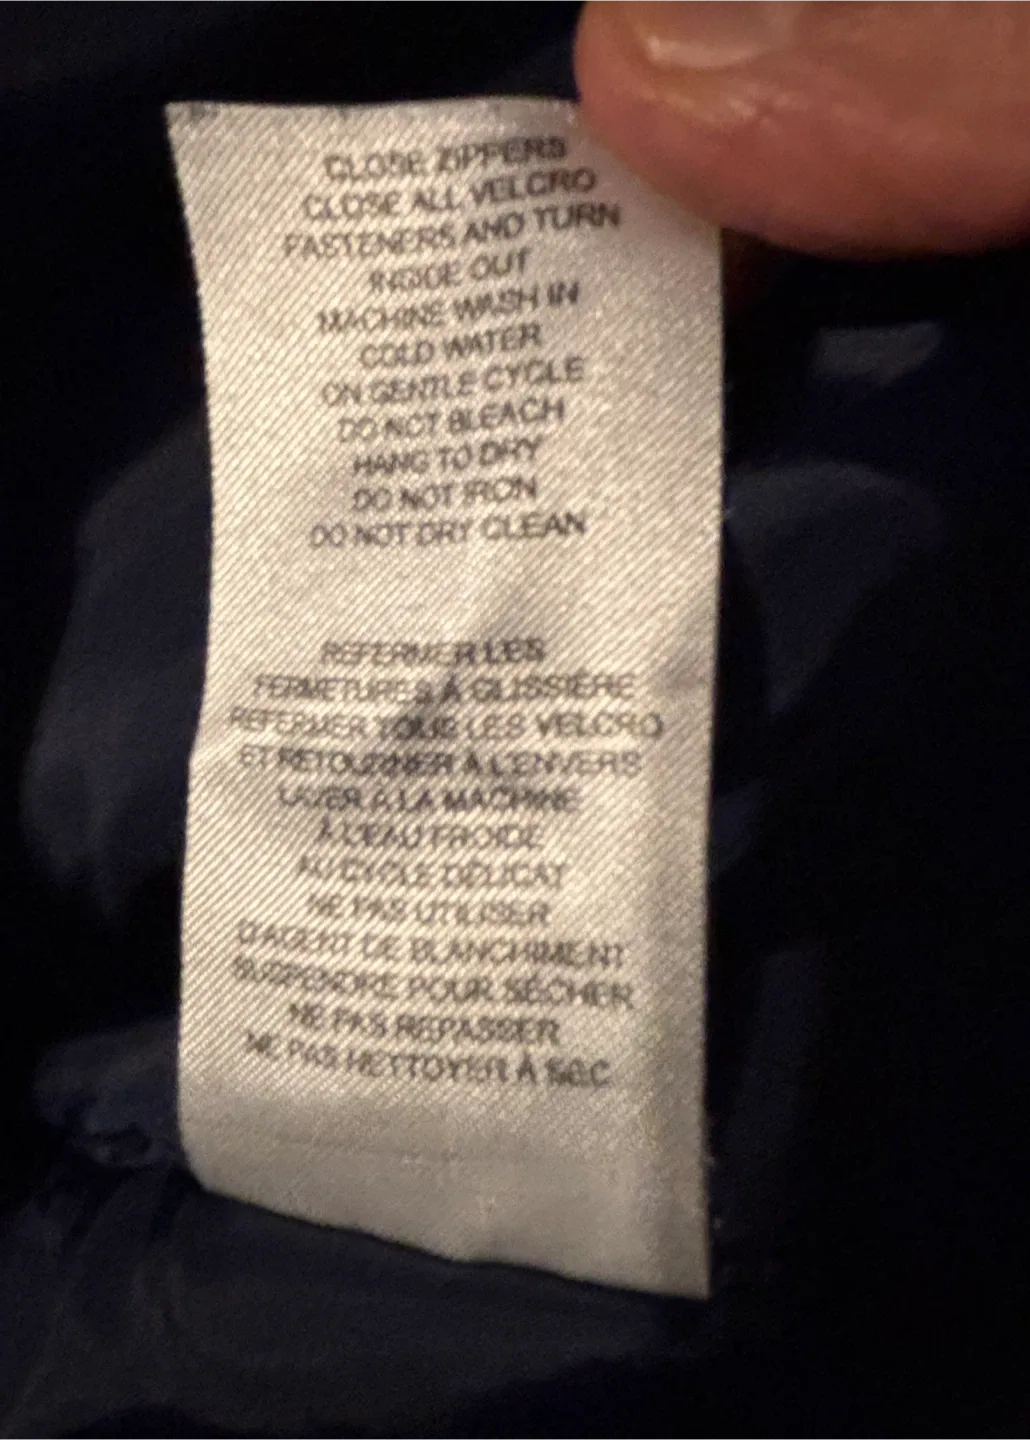 CLOSE ZIPPERS
CLOSE ALL VELCRO
FASTENERS AND TURN
INSIDE OUT
MACHINE WASH IN
COLD WATER
ON GENTLE CYCLE
DO NOT BLEACH
HANG TO DRY
DO NOT IRON
DO NOT DRY CLEAN
REFERMER LES
FERMETURES À GLISSIÈRE
REFERMER TOUS LES VELCRO
ET RETOURNER À L'ENVERS
LAVER À LA MACHINE
À L'EAU FROIDE
AU CYCLE DÉLICAT
NE PAS UTILISER
D'AGENT DE BLANCHIMENT
SUSPENDRE POUR SÉCHER
NE PAS REPASSER
NE PAS NETTOYER À SEC